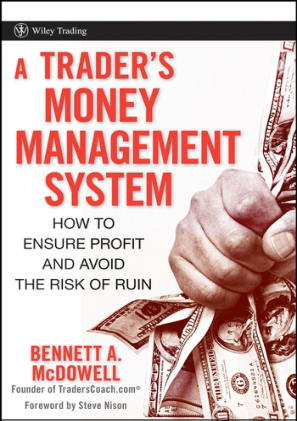 Wiley Trading
A TRADER'S
MONEY
MANAGEMENT
SYSTEM
HOW TO
ENSURE PROFIT
AND AVOID
THE RISK OF RUIN
BENNETT A.
McDOWELL
Founder of TradersCoach.com®
Foreword by Steve Nison